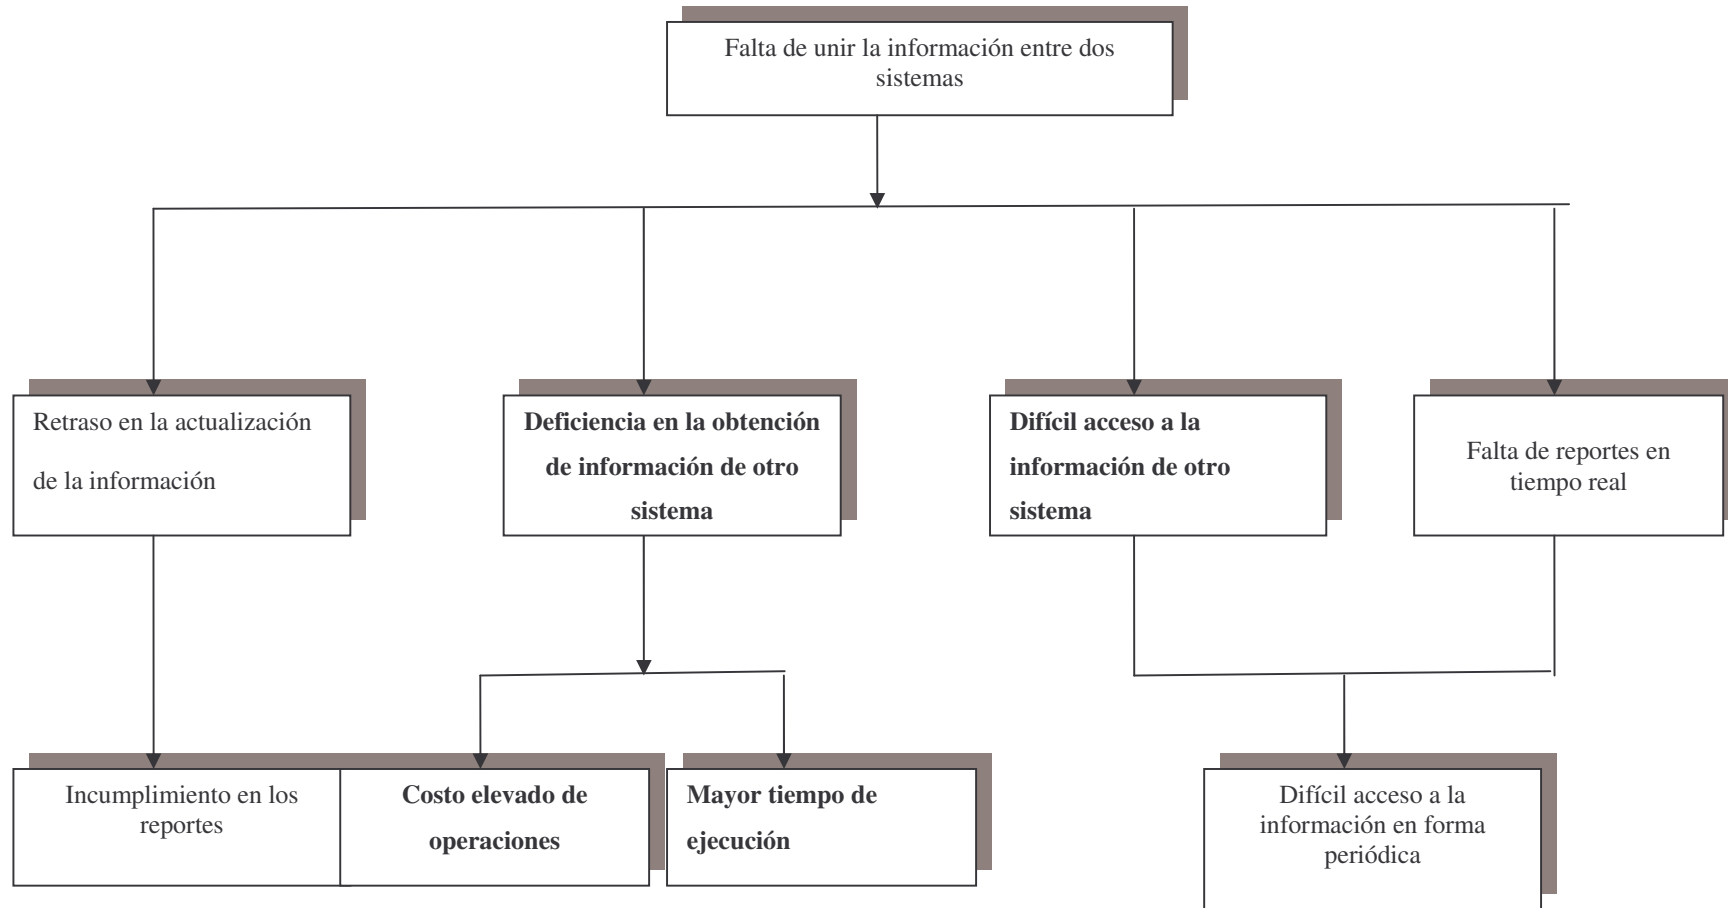 Falta de unir la información entre dos
sistemas
Retraso en la actualización
de la información
Deficiencia en la obtención
de información de otro
sistema
Difícil acceso a la
información de otro
sistema
Falta de reportes en
tiempo real
Incumplimiento en los
reportes
Costo elevado de
operaciones
Mayor tiempo de
ejecución
Difícil acceso a la
información en forma
periódica